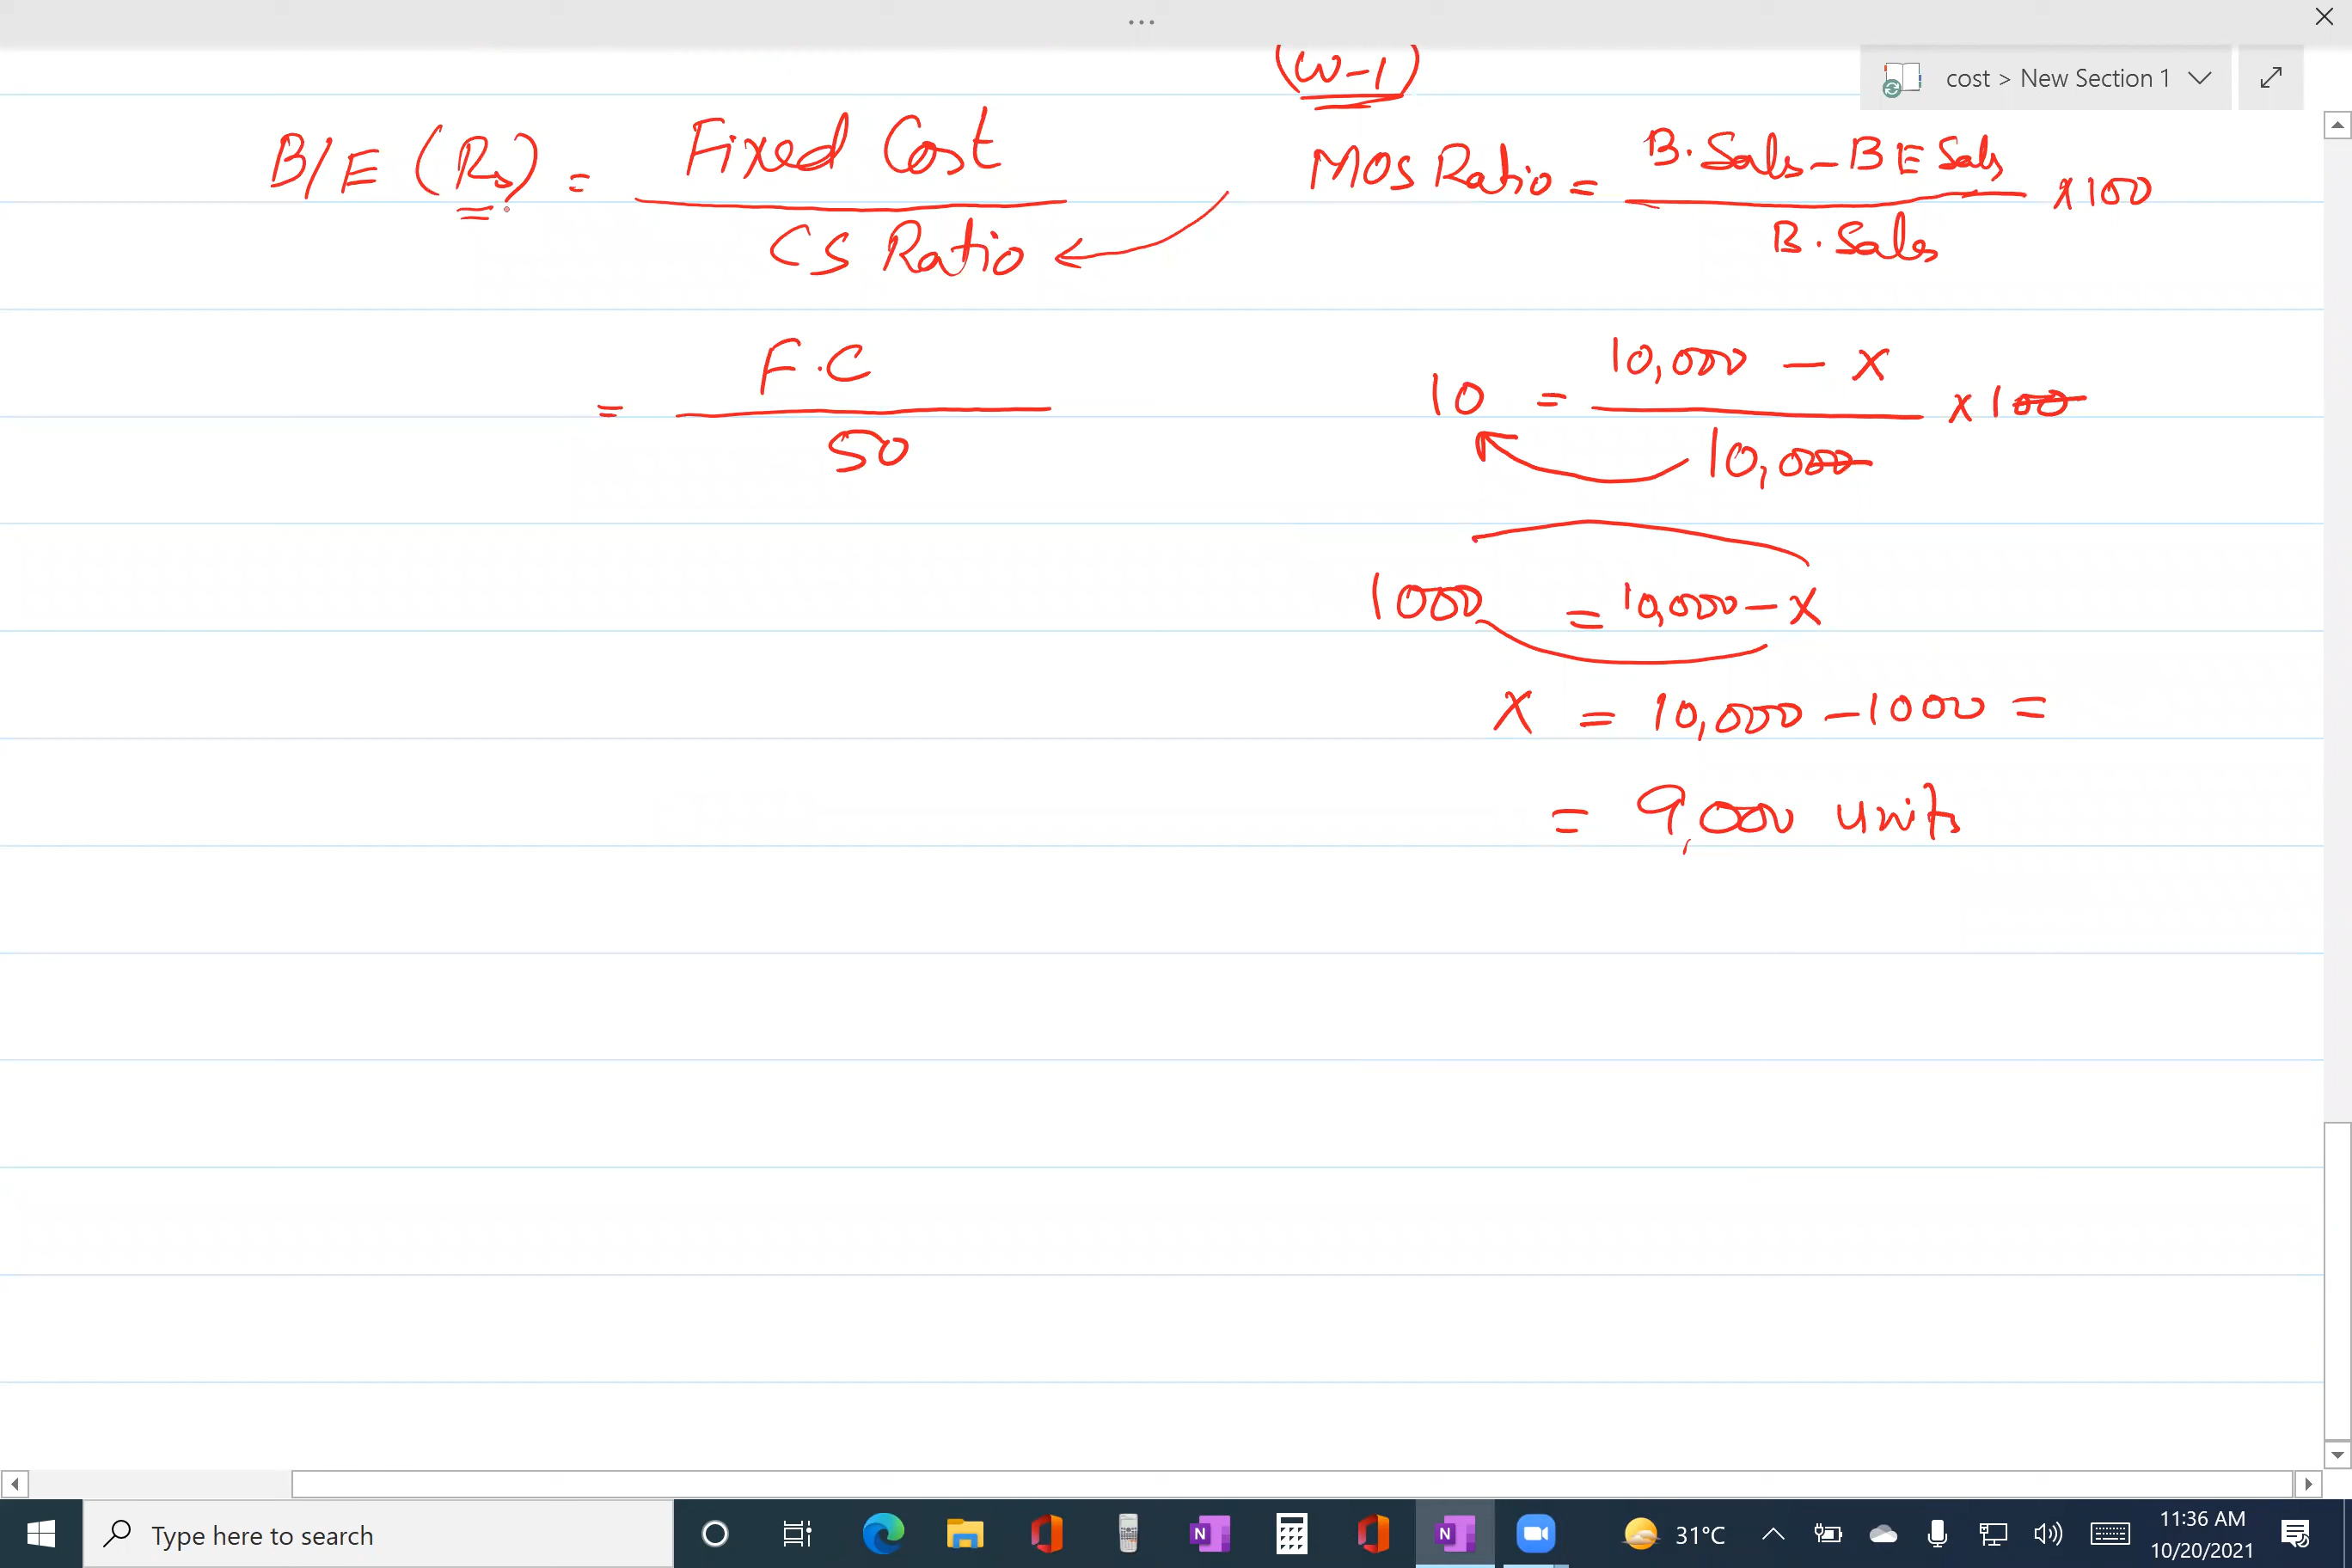 ...
cost > New Section 1
(W-1)
B/E (Rs) = Fixed Cost / CS Ratio
MOS Ratio = B. Sales - BE Sales / B. Sales x 100
= F.C / 50
10 = 10,000 - x / 10,000 x 100
1000 = 10,000 - x
x = 10,000 - 1000 =
= 9,000 units
Type here to search
31°C
11:36 AM
10/20/2021